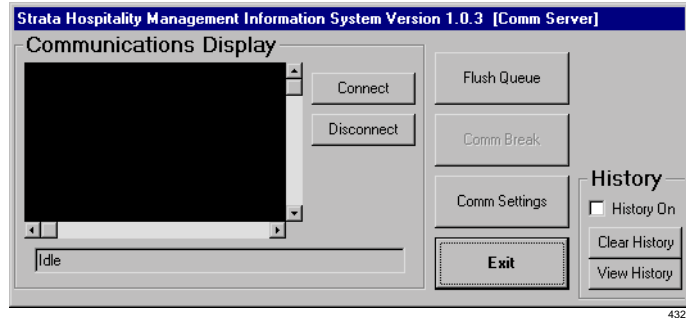 Strata Hospitality Management Information System Version 1.0.3 [Comm Server]
Communications Display
Connect
Disconnect
Idle
Flush Queue
Comm Break
Comm Settings
Exit
History
History On
Clear History
View History
432